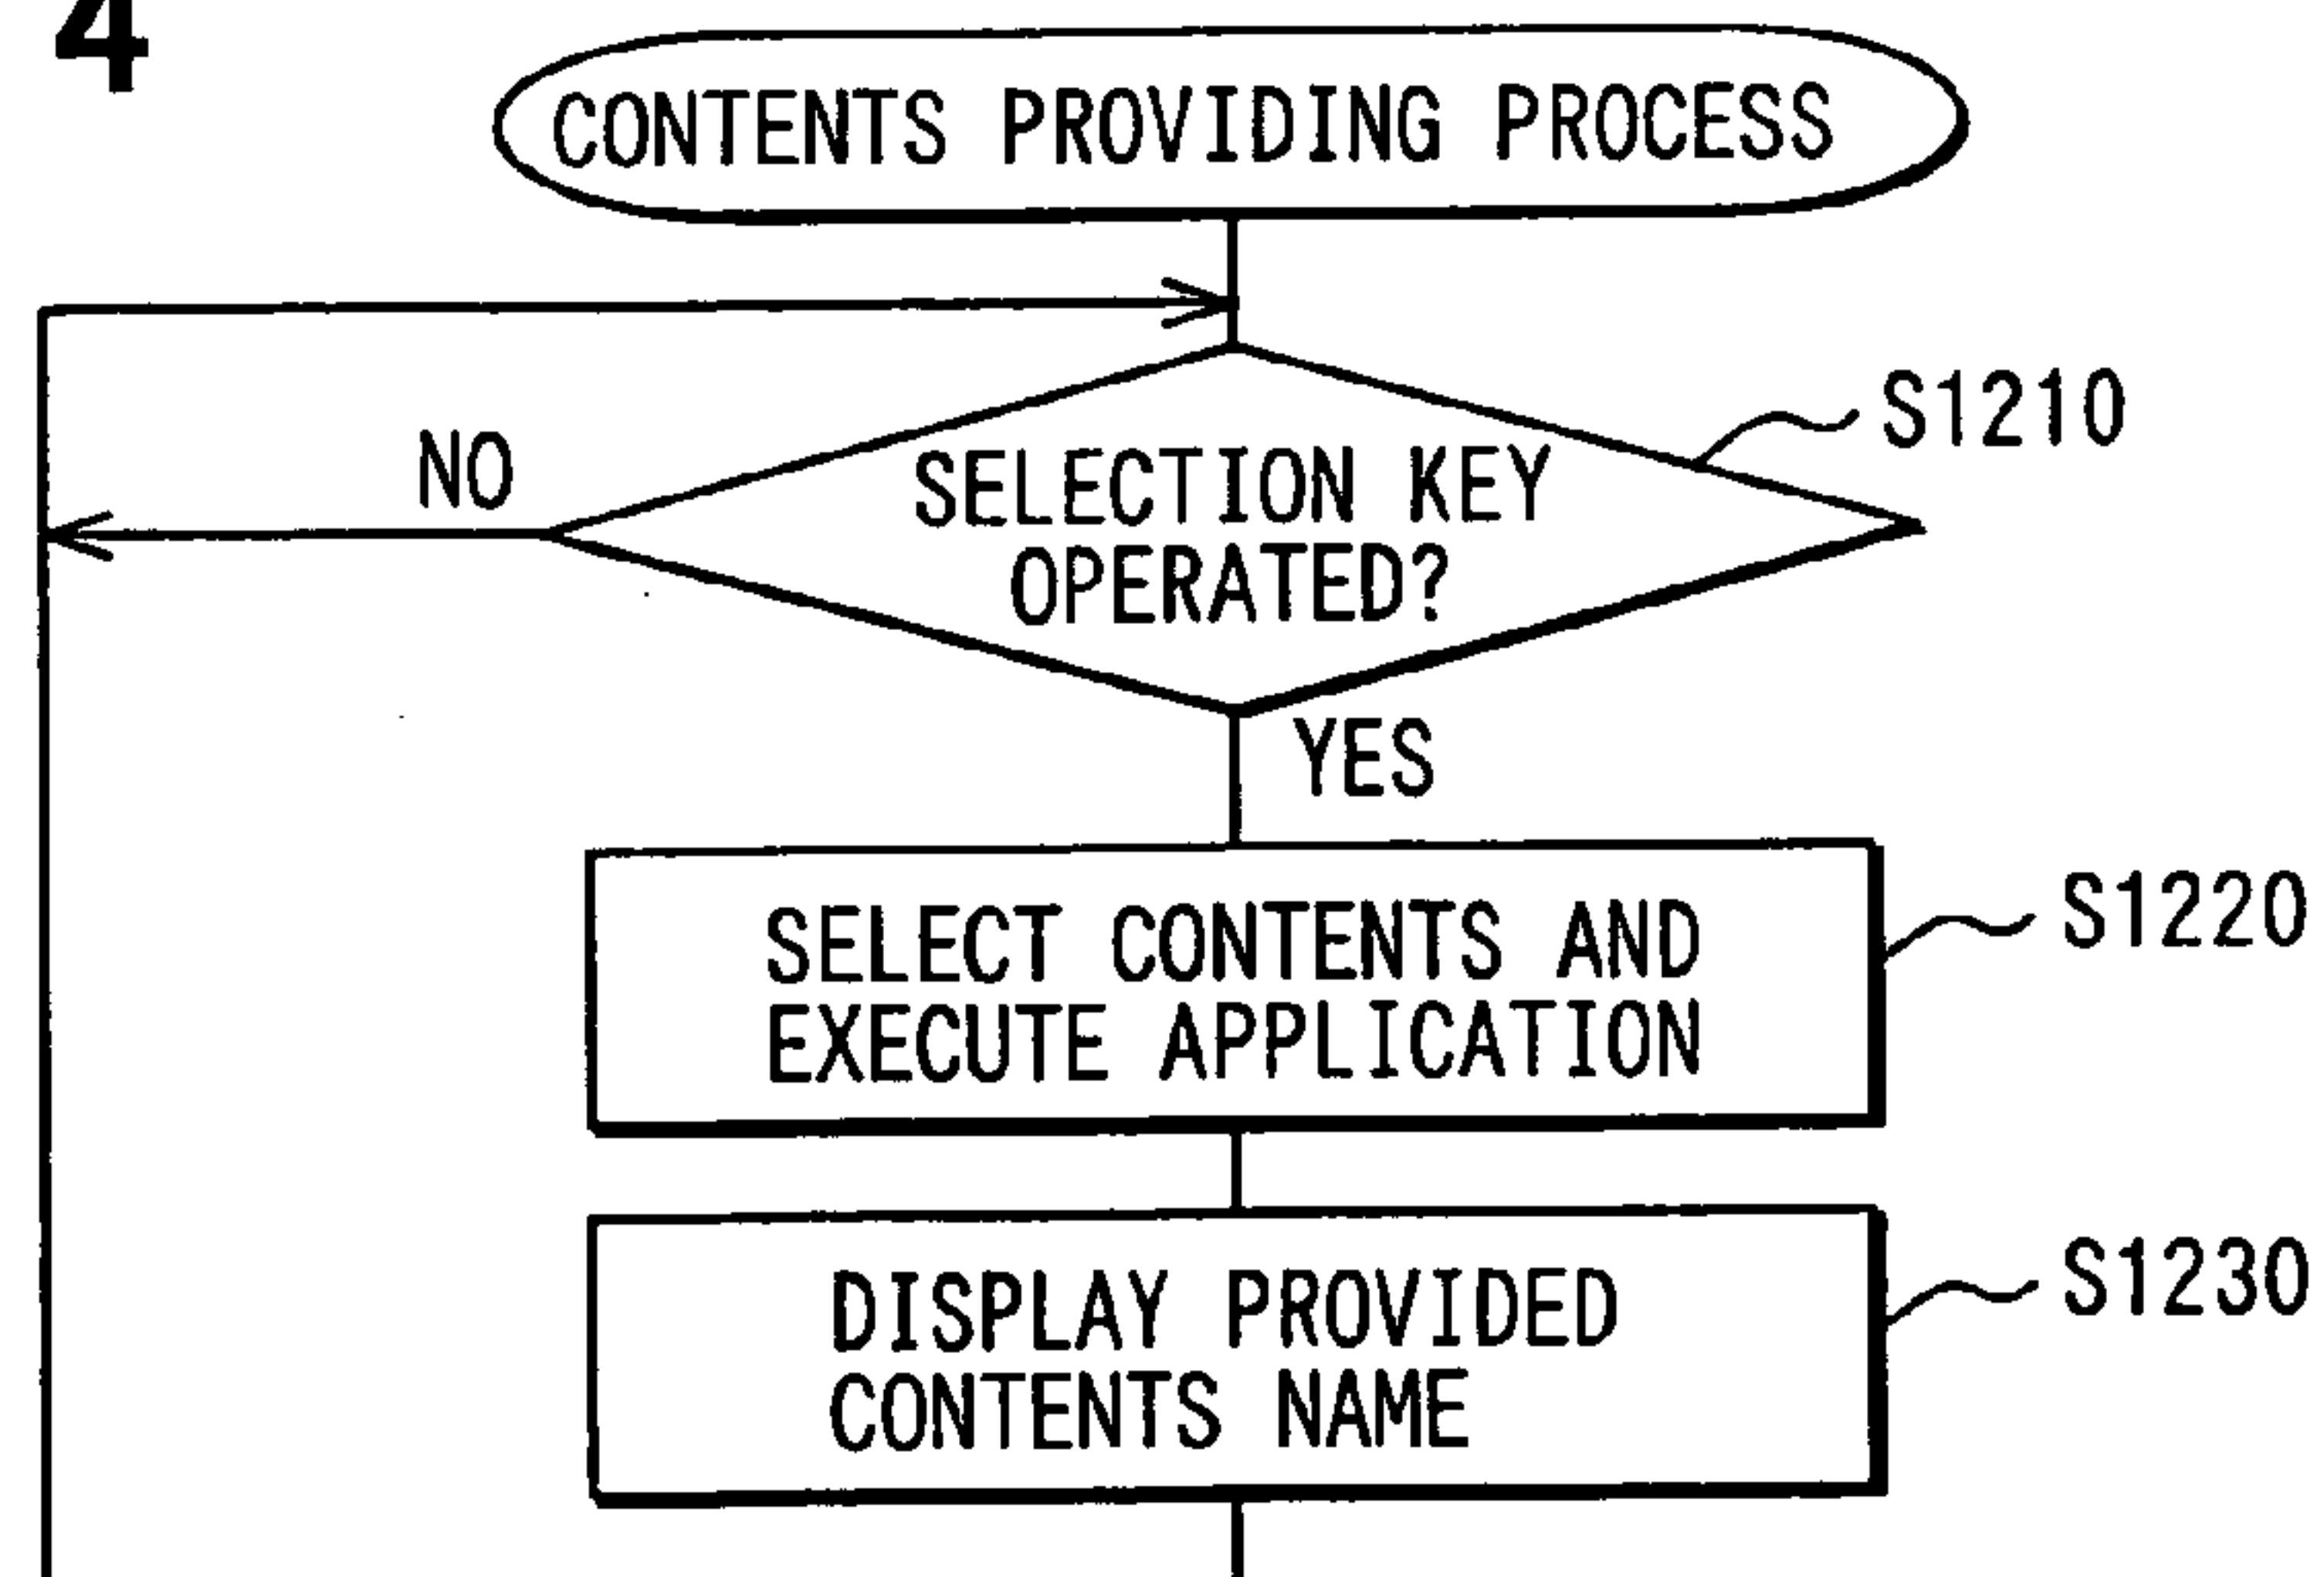 4
CONTENTS PROVIDING PROCESS
S1210
NO
SELECTION KEY
OPERATED?
YES
S1220
SELECT CONTENTS AND
EXECUTE APPLICATION
S1230
DISPLAY PROVIDED
CONTENTS NAME